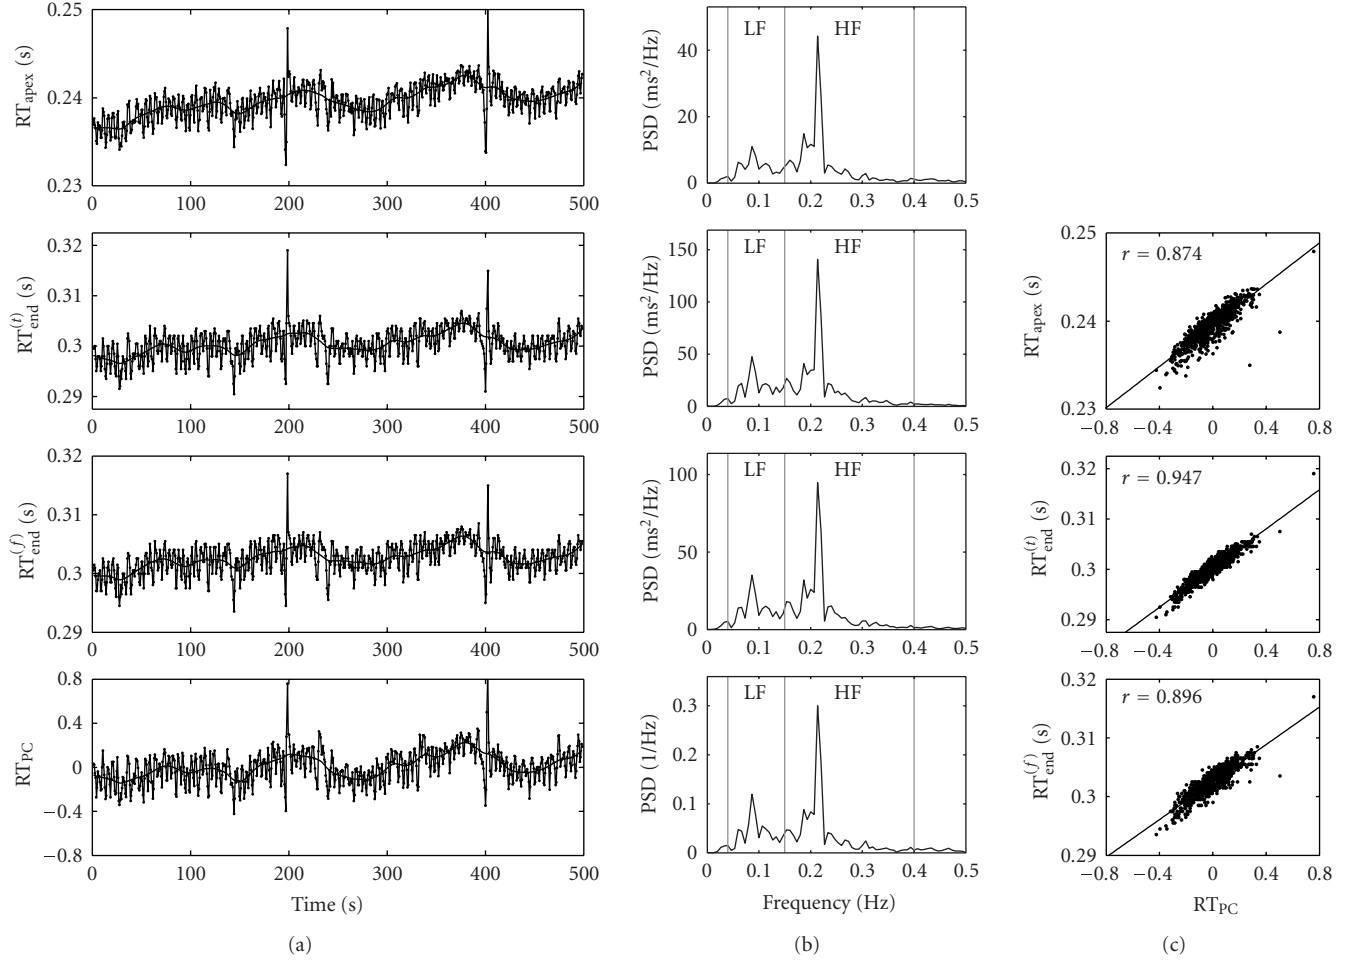 0.25
0.24
0.23
RT_apex (s)
0 100 200 300 400 500
0.32
0.31
0.3
0.29
RT_end^(t) (s)
0 100 200 300 400 500
0.32
0.31
0.3
0.29
RT_end^(f) (s)
0 100 200 300 400 500
0.8
0.4
0
−0.4
−0.8
RT_PC
0 100 200 300 400 500
Time (s)
(a)
LF HF
40
20
0
PSD (ms²/Hz)
0 0.1 0.2 0.3 0.4 0.5
LF HF
150
100
50
0
PSD (ms²/Hz)
0 0.1 0.2 0.3 0.4 0.5
LF HF
100
50
0
PSD (ms²/Hz)
0 0.1 0.2 0.3 0.4 0.5
LF HF
0.3
0.2
0.1
0
PSD (1/Hz)
0 0.1 0.2 0.3 0.4 0.5
Frequency (Hz)
(b)
r = 0.874
0.25
0.24
0.23
RT_apex (s)
−0.8 −0.4 0 0.4 0.8
r = 0.947
0.32
0.31
0.3
0.29
RT_end^(t) (s)
−0.8 −0.4 0 0.4 0.8
r = 0.896
0.32
0.31
0.3
0.29
RT_end^(f) (s)
−0.8 −0.4 0 0.4 0.8
RT_PC
(c)